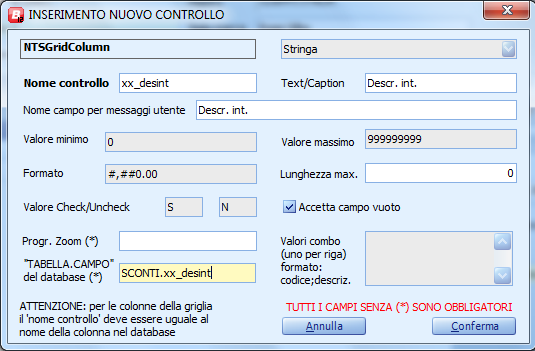 INSERIMENTO NUOVO CONTROLLO
NTSGridColumn
Stringa
Nome controllo xx_desint
Text/Caption Descr. int.
Nome campo per messaggi utente Descr. int.
Valore minimo 0
Valore massimo 999999999
Formato #,##0.00
Lunghezza max. 0
Valore Check/Uncheck S N
Accetta campo vuoto
Progr. Zoom (*)
"TABELLA.CAMPO"
del database (*) SCONTI.xx_desint
Valori combo
(uno per riga)
formato:
codice;descriz.
ATTENZIONE: per le colonne della griglia
il 'nome controllo' deve essere uguale al
nome della colonna nel database
TUTTI I CAMPI SENZA (*) SONO OBBLIGATORI
Annulla
Conferma